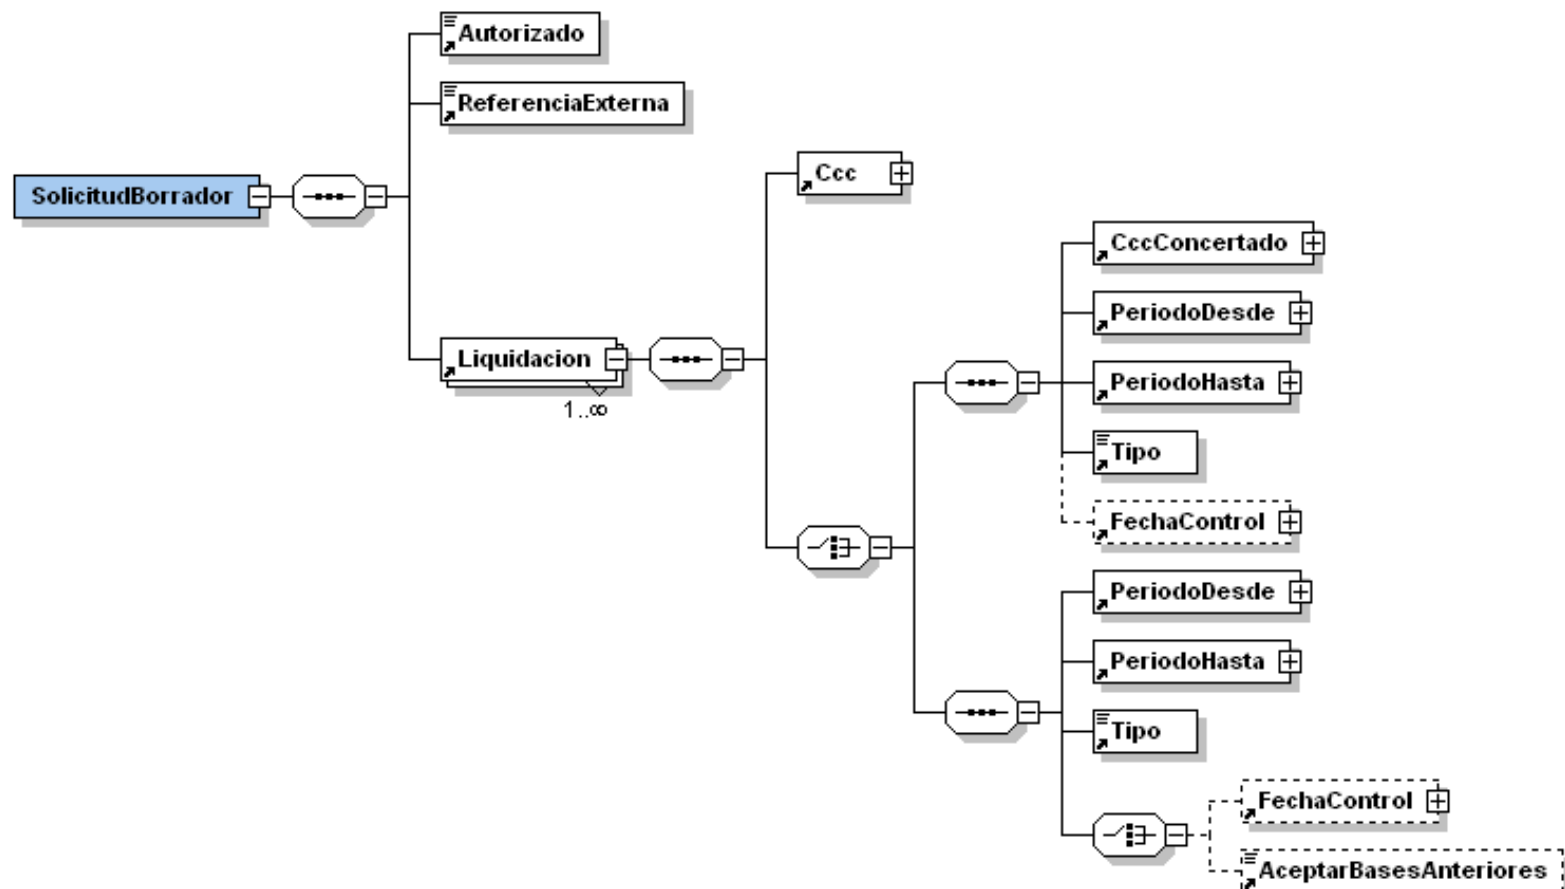 Autorizado
ReferenciaExterna
Ccc
SolicitudBorrador
CccConcertado
PeriodoDesde
Liquidacion
1..∞
PeriodoHasta
Tipo
FechaControl
PeriodoDesde
PeriodoHasta
Tipo
FechaControl
AceptarBasesAnteriores